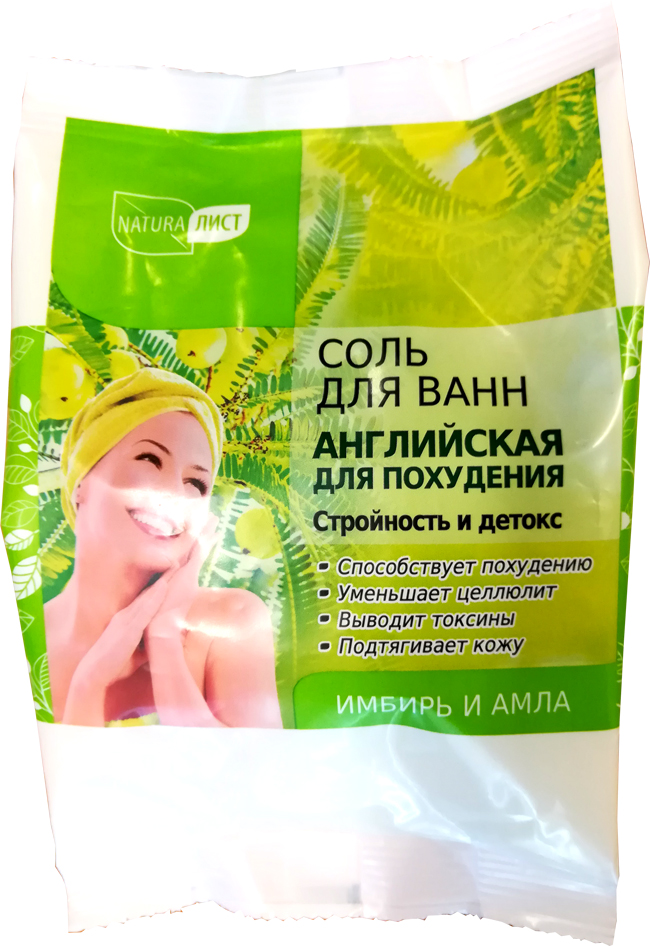 NATURA ЛИСТ
СОЛЬ
ДЛЯ ВАНН
АНГЛИЙСКАЯ
ДЛЯ ПОХУДЕНИЯ
Стройность и детокс
- Способствует похудению
- Уменьшает целлюлит
- Выводит токсины
- Подтягивает кожу
ИМБИРЬ И АМЛА